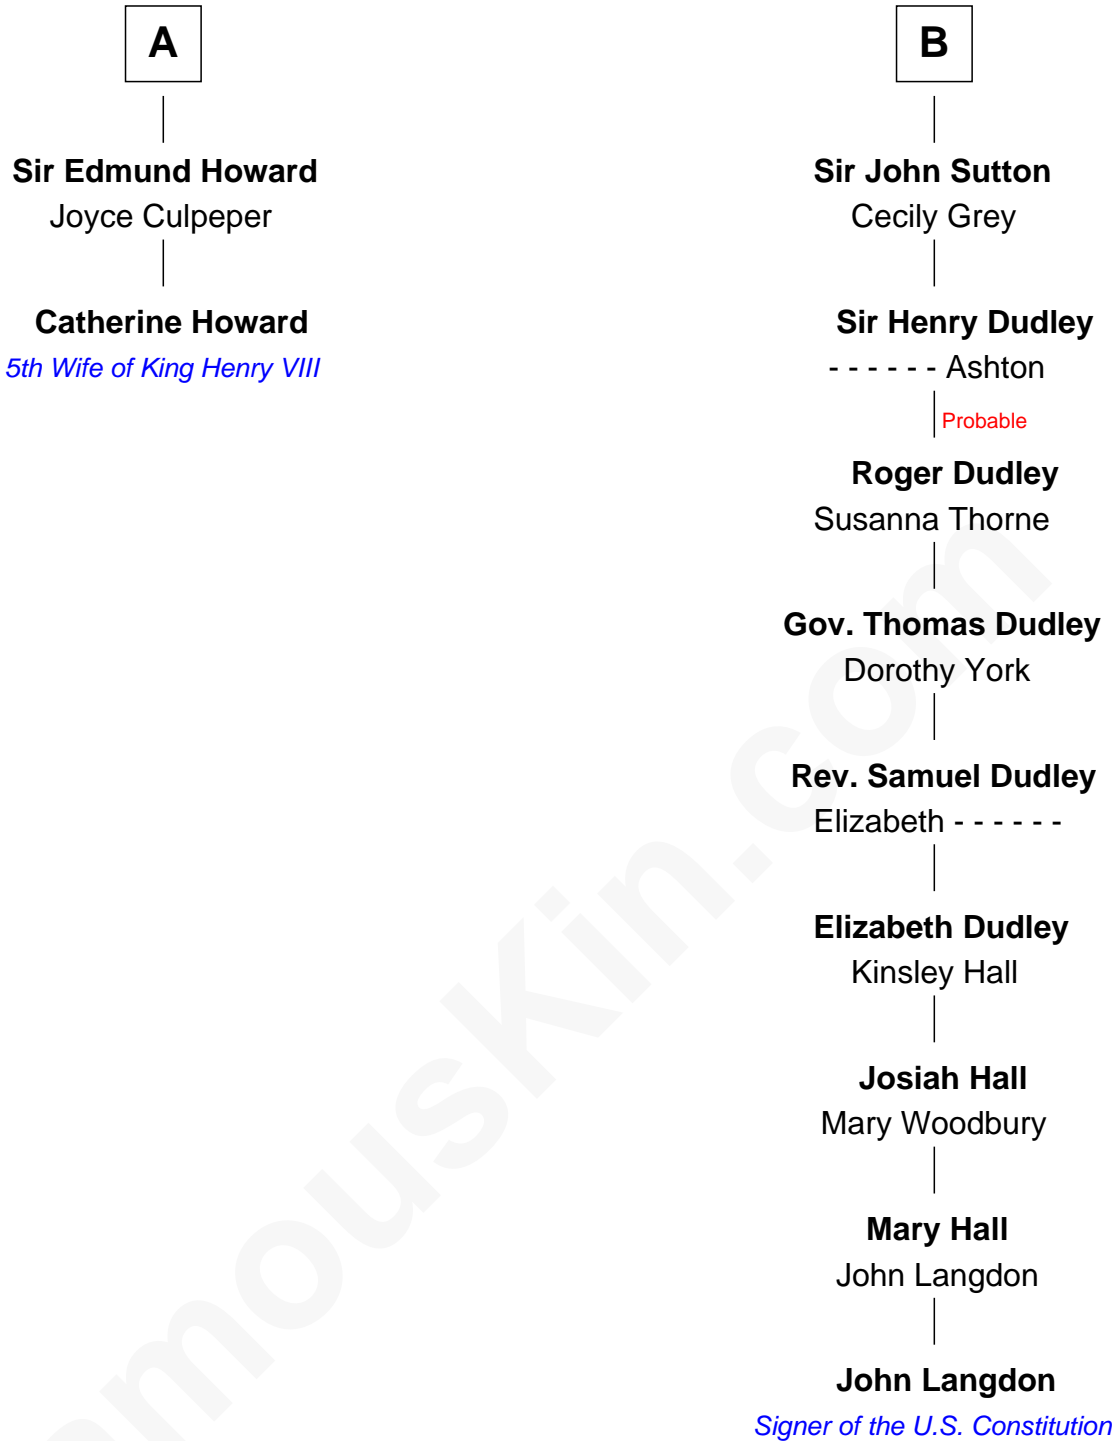 A
Sir Edmund Howard
Joyce Culpeper
Catherine Howard
5th Wife of King Henry VIII
B
Sir John Sutton
Cecily Grey
Sir Henry Dudley
- - - - - - Ashton
Probable
Roger Dudley
Susanna Thorne
Gov. Thomas Dudley
Dorothy York
Rev. Samuel Dudley
Elizabeth - - - - - -
Elizabeth Dudley
Kinsley Hall
Josiah Hall
Mary Woodbury
Mary Hall
John Langdon
John Langdon
Signer of the U.S. Constitution
amouskin.com